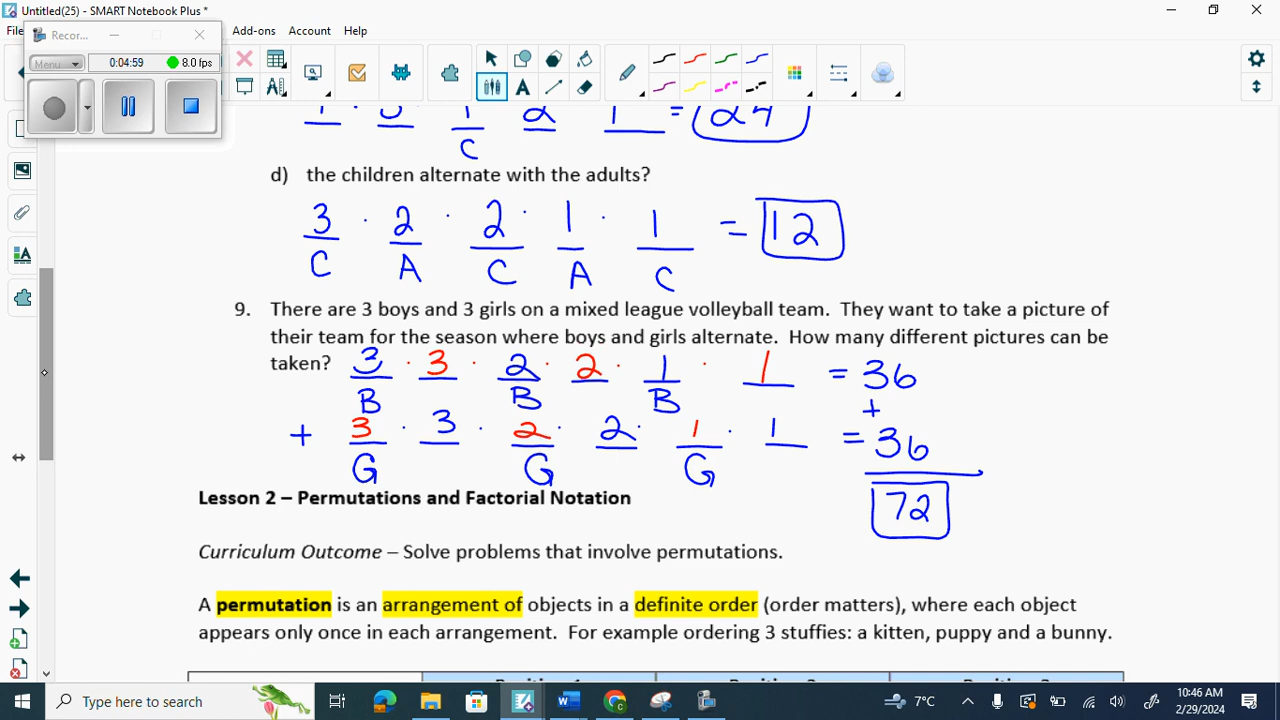 Untitled(25) - SMART Notebook Plus *
File Add-ons Account Help
Recor...
Menu 0:04:59 8.0 fps
1 · 3 · 1 · 2 · 1 = 24
C
d) the children alternate with the adults?
3 · 2 · 2 · 1 · 1 = 12
C A C A C
9. There are 3 boys and 3 girls on a mixed league volleyball team. They want to take a picture of
their team for the season where boys and girls alternate. How many different pictures can be
taken? 3 · 3 · 2 · 2 · 1 · 1 = 36
B B B +
+ 3 · 3 · 2 · 2 · 1 · 1 = 36
G G G
72
Lesson 2 – Permutations and Factorial Notation
Curriculum Outcome – Solve problems that involve permutations.
A permutation is an arrangement of objects in a definite order (order matters), where each object
appears only once in each arrangement. For example ordering 3 stuffies: a kitten, puppy and a bunny.
Type here to search 7°C 10:46 AM
2/29/2024